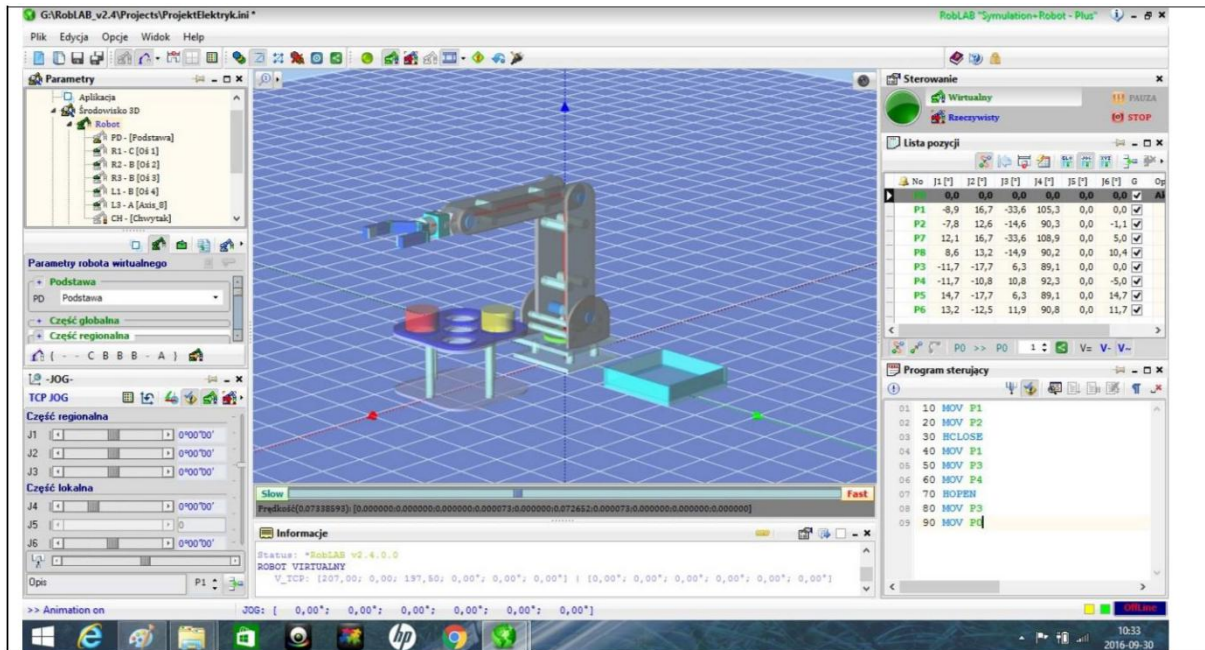 G:\RobLAB_v2.4\Projects\ProjektElektryk.ini *
RobLAB "Symulation+Robot - Plus"
Plik Edycja Opcje Widok Help
Parametry
Aplikacja
Środowisko 3D
Robot
PD - [Podstawa]
R1 - C [Oś 1]
R2 - B [Oś 2]
R3 - B [Oś 3]
L1 - B [Oś 4]
L3 - A [Axis_8]
CH - [Chwytak]
Parametry robota wirtualnego
Podstawa
PD Podstawa
Część globalna
Część regionalna
{ - - C B B B - A }
-JOG-
TCP JOG
Część regionalna
J1 0°00'00'
J2 0°00'00'
J3 0°00'00'
Część lokalna
J4 0°00'00'
J5 0
J6 0°00'00'
Opis P1
Slow Fast
Prędkość(0.07338593): [0.000000:0.000000:0.000000:0.000073:0.000000:0.072652:0.000073:0.000000:0.000000:0.000000]
Informacje
Status: *RobLAB v2.4.0.0
ROBOT VIRTUALNY
V_TCP: [207,00; 0,00; 197,50; 0,00°; 0,00°; 0,00°] | [0,00°; 0,00°; 0,00°; 0,00°; 0,00°; 0,00°]
Sterowanie
Wirtualny PAUZA
Rzeczywisty STOP
Lista pozycji
No J1 [°] J2 [°] J3 [°] J4 [°] J5 [°] J6 [°] G Op
P0 0,0 0,0 0,0 0,0 0,0 0,0
P1 -8,9 16,7 -33,6 105,3 0,0 0,0
P2 -7,8 12,6 -14,6 90,3 0,0 -1,1
P7 12,1 16,7 -33,6 108,9 0,0 5,0
P8 8,6 13,2 -14,9 90,2 0,0 10,4
P3 -11,7 -17,7 6,3 89,1 0,0 0,0
P4 -11,7 -10,8 10,8 92,3 0,0 -5,0
P5 14,7 -17,7 6,3 89,1 0,0 14,7
P6 13,2 -12,5 11,9 90,8 0,0 11,7
P0 >> P0 1 V= V- V~
Program sterujący
01 10 MOV P1
02 20 MOV P2
03 30 HCLOSE
04 40 MOV P1
05 50 MOV P3
06 60 MOV P4
07 70 HOPEN
08 80 MOV P3
09 90 MOV P0
>> Animation on
JOG: [ 0,00°; 0,00°; 0,00°; 0,00°; 0,00°; 0,00°]
OffLine
hp
10:33
2016-09-30